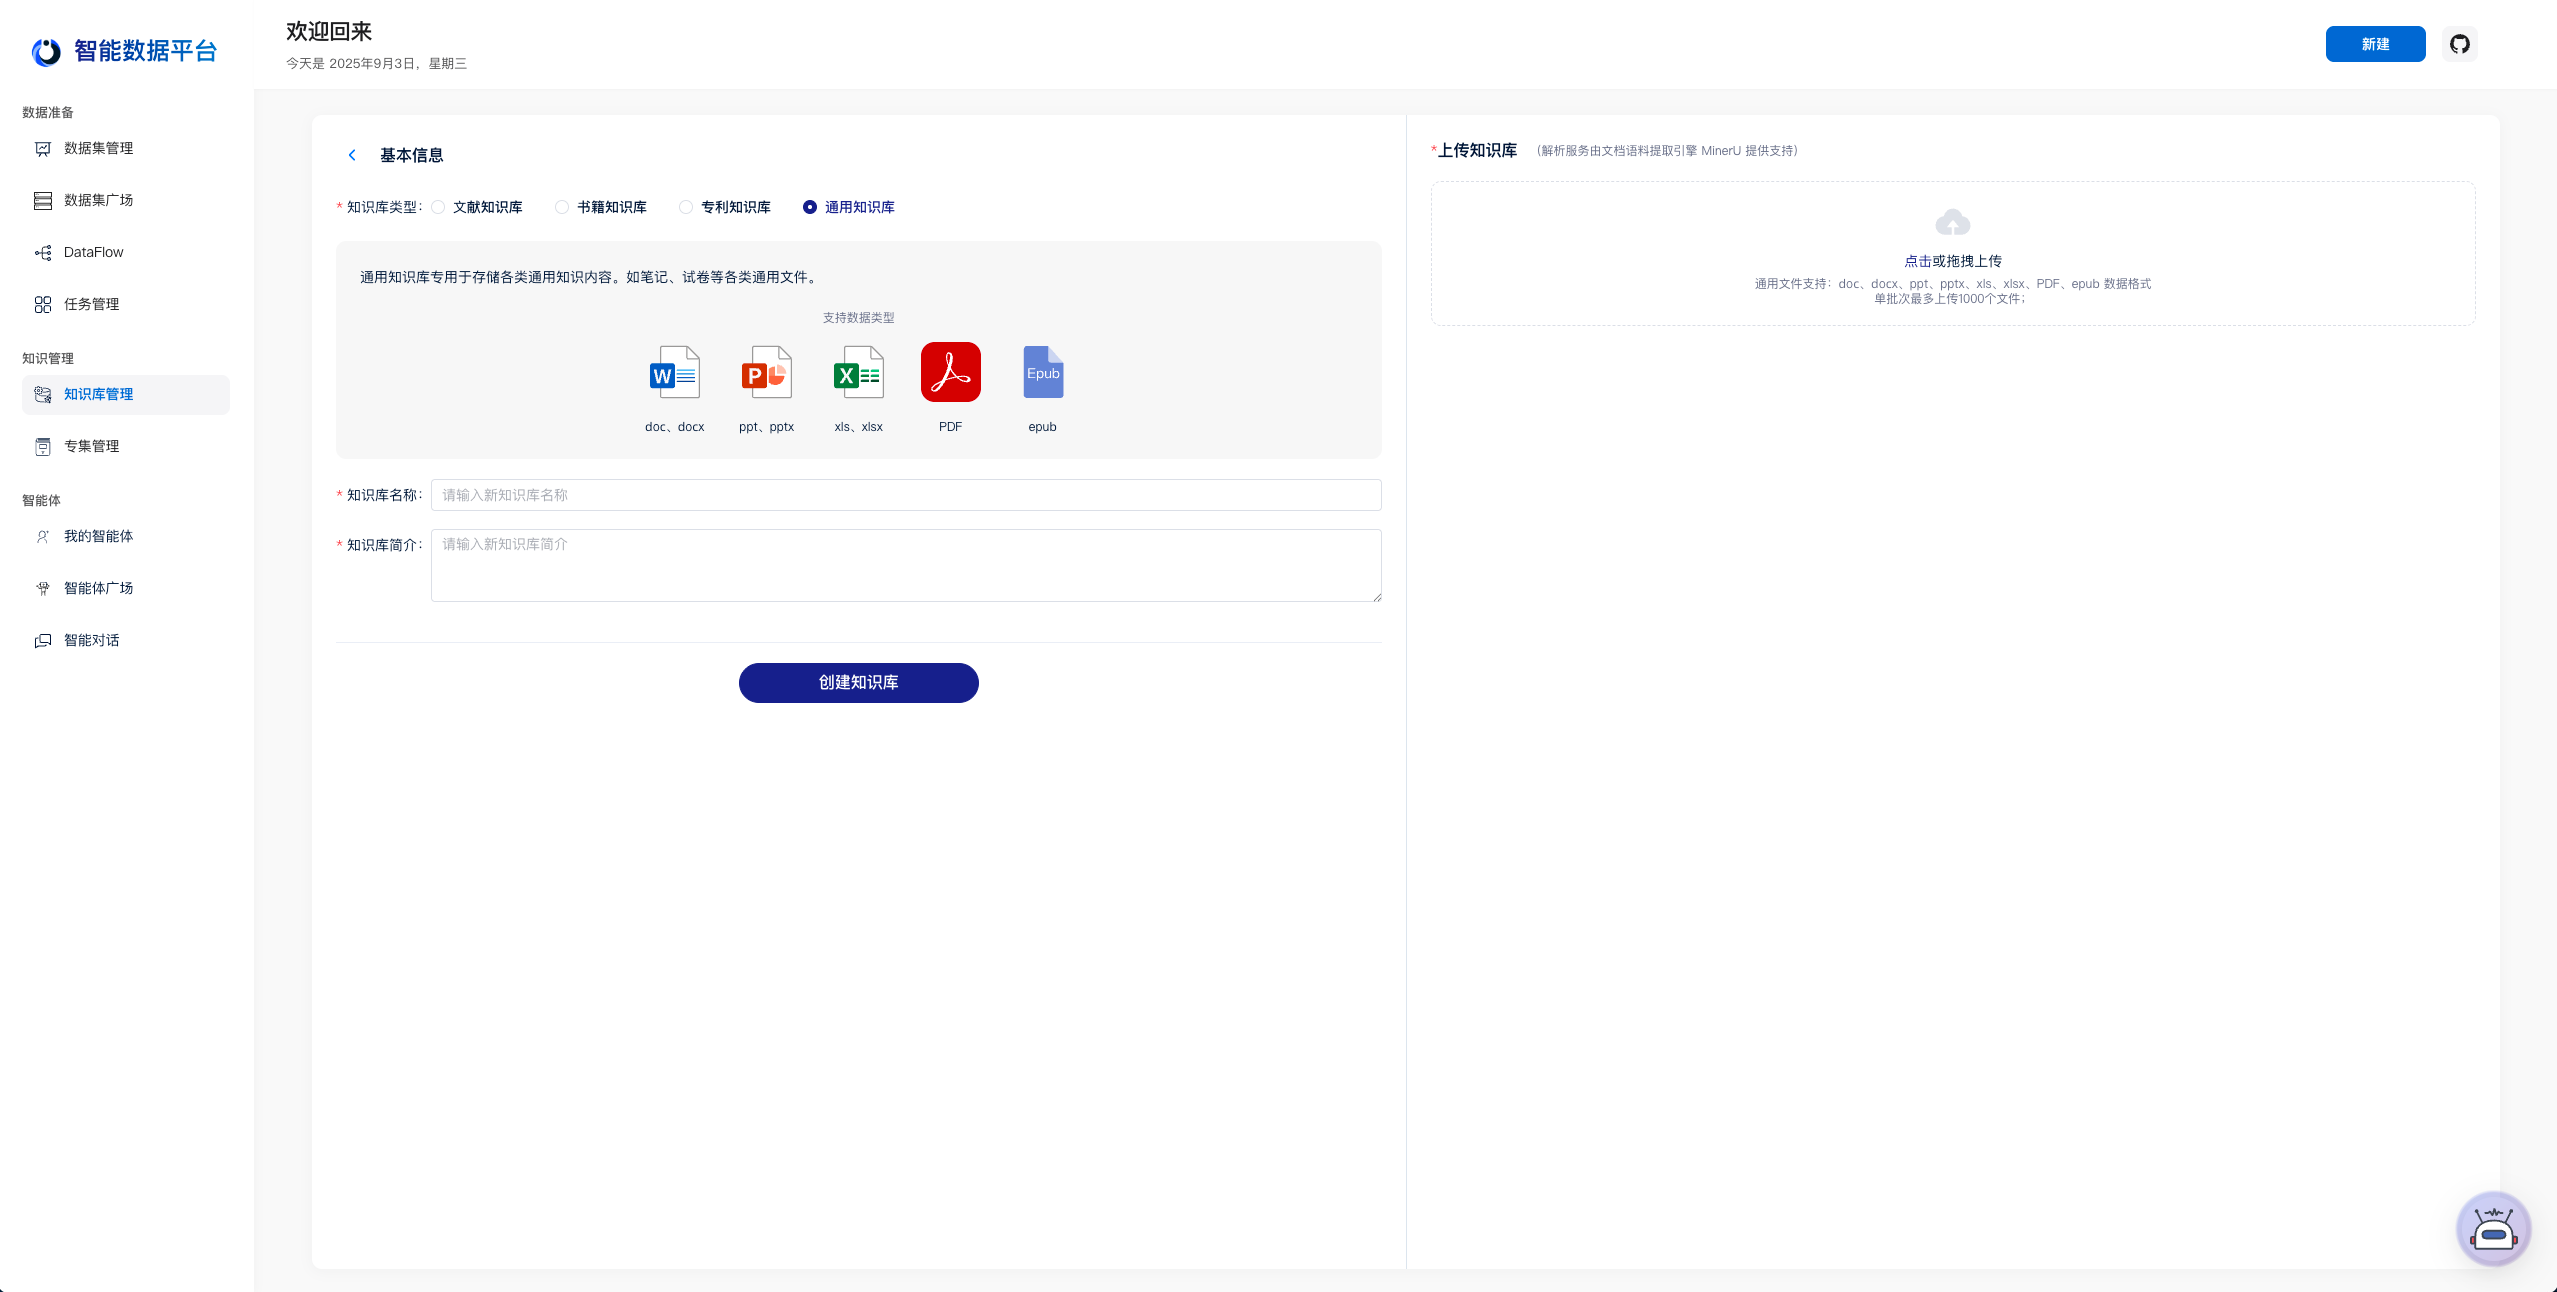 智能数据平台
数据准备
数据集管理
数据集广场
DataFlow
任务管理
知识管理
知识库管理
专集管理
智能体
我的智能体
智能体广场
智能对话
欢迎回来
今天是 2025年9月3日，星期三
新建
基本信息
* 知识库类型： 文献知识库 书籍知识库 专利知识库 通用知识库
通用知识库专用于存储各类通用知识内容。如笔记、试卷等各类通用文件。
支持数据类型
W P X Epub
doc、docx ppt、pptx xls、xlsx PDF epub
* 知识库名称： 请输入新知识库名称
* 知识库简介： 请输入新知识库简介
创建知识库
*上传知识库 （解析服务由文档语料提取引擎 MinerU 提供支持）
点击或拖拽上传
通用文件支持：doc、docx、ppt、pptx、xls、xlsx、PDF、epub 数据格式
单批次最多上传1000个文件；